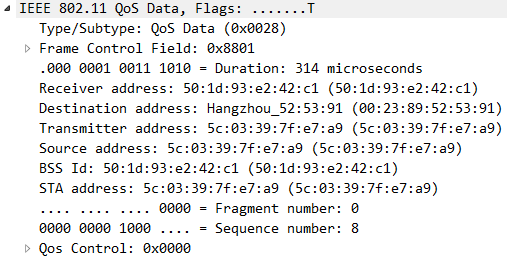 IEEE 802.11 QoS Data, Flags: .......T
Type/Subtype: QoS Data (0x0028)
Frame Control Field: 0x8801
.000 0001 0011 1010 = Duration: 314 microseconds
Receiver address: 50:1d:93:e2:42:c1 (50:1d:93:e2:42:c1)
Destination address: Hangzhou_52:53:91 (00:23:89:52:53:91)
Transmitter address: 5c:03:39:7f:e7:a9 (5c:03:39:7f:e7:a9)
Source address: 5c:03:39:7f:e7:a9 (5c:03:39:7f:e7:a9)
BSS Id: 50:1d:93:e2:42:c1 (50:1d:93:e2:42:c1)
STA address: 5c:03:39:7f:e7:a9 (5c:03:39:7f:e7:a9)
.... .... .... 0000 = Fragment number: 0
0000 0000 1000 .... = Sequence number: 8
Qos Control: 0x0000